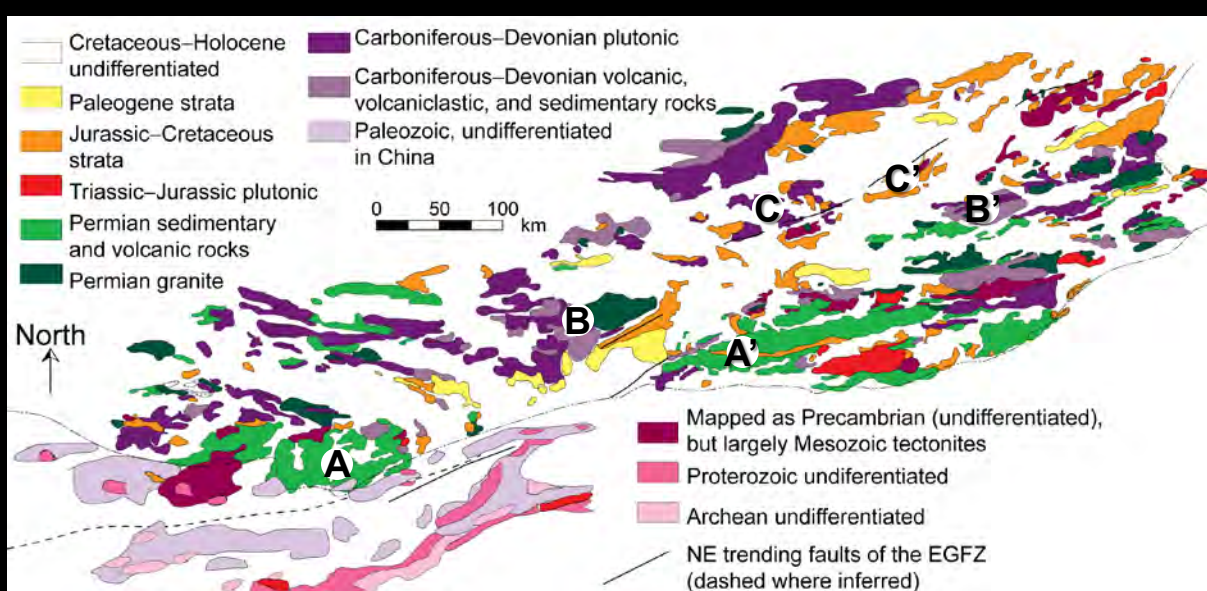 Cretaceous–Holocene
undifferentiated
Paleogene strata
Jurassic–Cretaceous
strata
Triassic–Jurassic plutonic
Permian sedimentary
and volcanic rocks
Permian granite
Carboniferous–Devonian plutonic
Carboniferous–Devonian volcanic,
volcaniclastic, and sedimentary rocks
Paleozoic, undifferentiated
in China
0 50 100
km
North
C
C’
B’
B
A’
A
Mapped as Precambrian (undifferentiated),
but largely Mesozoic tectonites
Proterozoic undifferentiated
Archean undifferentiated
NE trending faults of the EGFZ
(dashed where inferred)